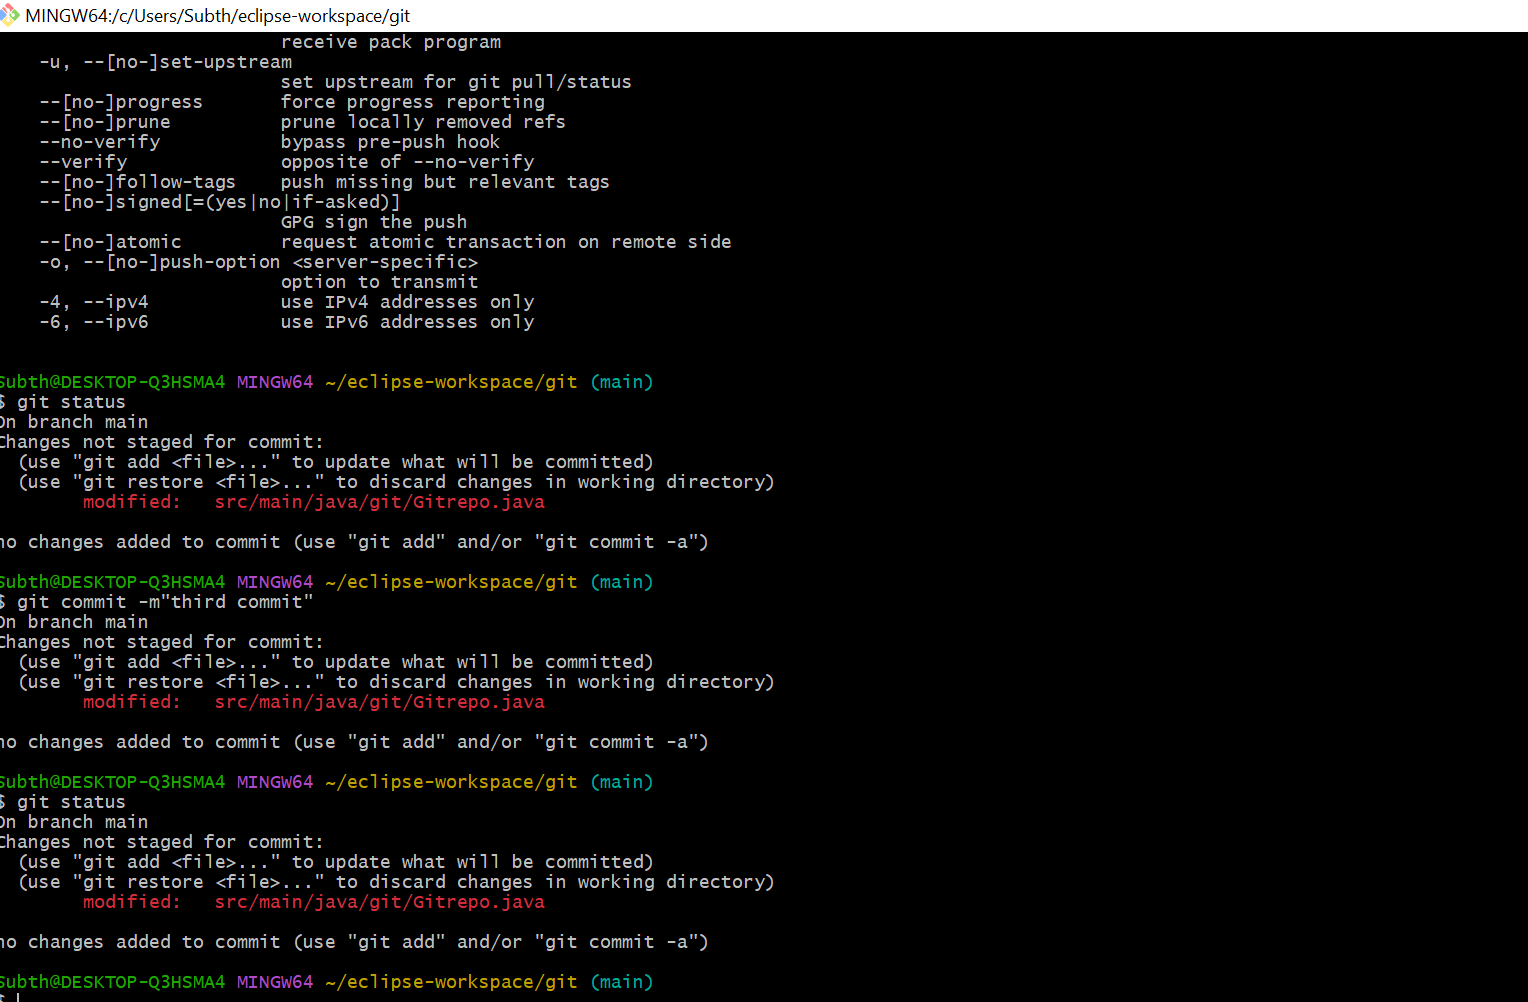 MINGW64:/c/Users/Subth/eclipse-workspace/git
receive pack program
-u, --[no-]set-upstream
set upstream for git pull/status
--[no-]progress force progress reporting
--[no-]prune prune locally removed refs
--no-verify bypass pre-push hook
--verify opposite of --no-verify
--[no-]follow-tags push missing but relevant tags
--[no-]signed[=(yes|no|if-asked)]
GPG sign the push
--[no-]atomic request atomic transaction on remote side
-o, --[no-]push-option <server-specific>
option to transmit
-4, --ipv4 use IPv4 addresses only
-6, --ipv6 use IPv6 addresses only
Subth@DESKTOP-Q3HSMA4 MINGW64 ~/eclipse-workspace/git (main)
$ git status
On branch main
Changes not staged for commit:
(use "git add <file>..." to update what will be committed)
(use "git restore <file>..." to discard changes in working directory)
modified: src/main/java/git/Gitrepo.java
no changes added to commit (use "git add" and/or "git commit -a")
Subth@DESKTOP-Q3HSMA4 MINGW64 ~/eclipse-workspace/git (main)
$ git commit -m"third commit"
On branch main
Changes not staged for commit:
(use "git add <file>..." to update what will be committed)
(use "git restore <file>..." to discard changes in working directory)
modified: src/main/java/git/Gitrepo.java
no changes added to commit (use "git add" and/or "git commit -a")
Subth@DESKTOP-Q3HSMA4 MINGW64 ~/eclipse-workspace/git (main)
$ git status
On branch main
Changes not staged for commit:
(use "git add <file>..." to update what will be committed)
(use "git restore <file>..." to discard changes in working directory)
modified: src/main/java/git/Gitrepo.java
no changes added to commit (use "git add" and/or "git commit -a")
Subth@DESKTOP-Q3HSMA4 MINGW64 ~/eclipse-workspace/git (main)
$